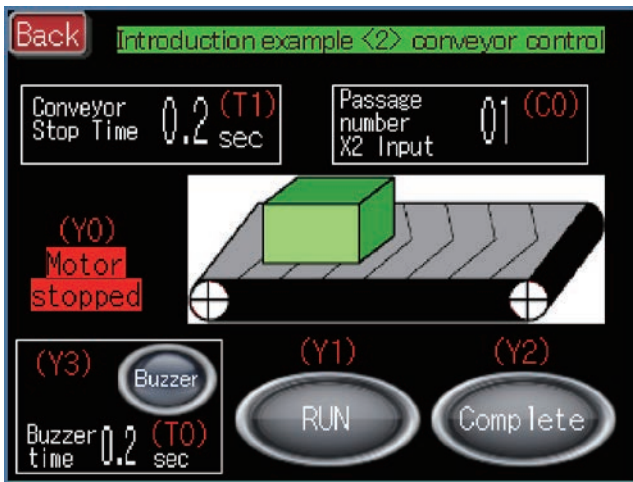 Back
Introduction example <2> conveyor control
Conveyor
Stop Time
0.2
(T1)
sec
Passage
number
X2 Input
01
(C0)
(Y0)
Motor
stopped
(Y3)
Buzzer
Buzzer
time
0.2
(T0)
sec
(Y1)
RUN
(Y2)
Complete